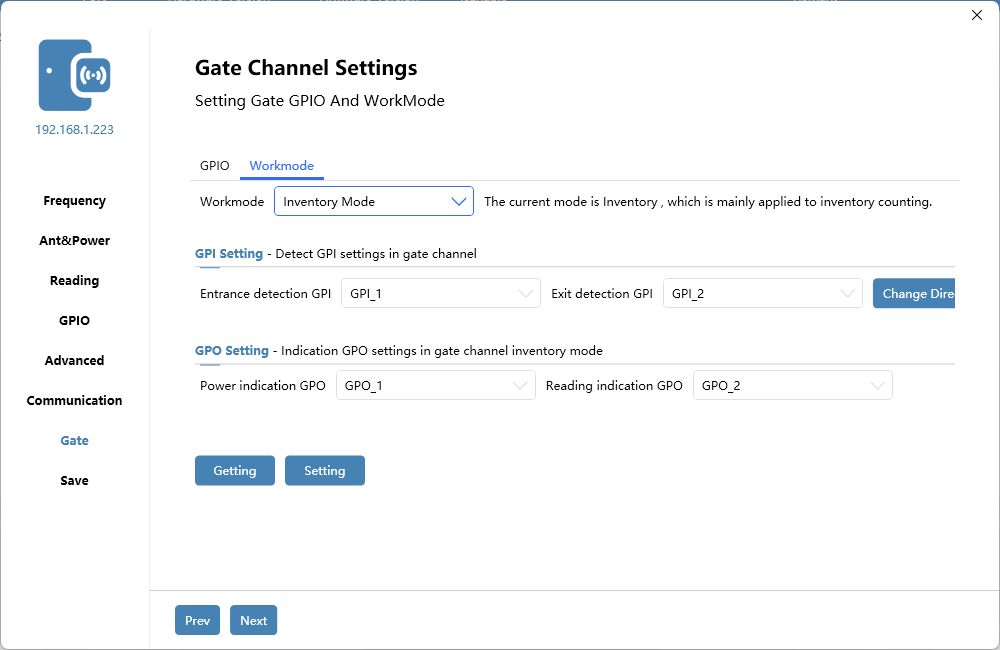 192.168.1.223
Frequency
Ant&Power
Reading
GPIO
Advanced
Communication
Gate
Save
Gate Channel Settings
Setting Gate GPIO And WorkMode
GPIO Workmode
Workmode Inventory Mode The current mode is Inventory , which is mainly applied to inventory counting.
GPI Setting - Detect GPI settings in gate channel
Entrance detection GPI GPI_1 Exit detection GPI GPI_2 Change Dire
GPO Setting - Indication GPO settings in gate channel inventory mode
Power indication GPO GPO_1 Reading indication GPO GPO_2
Getting Setting
Prev Next